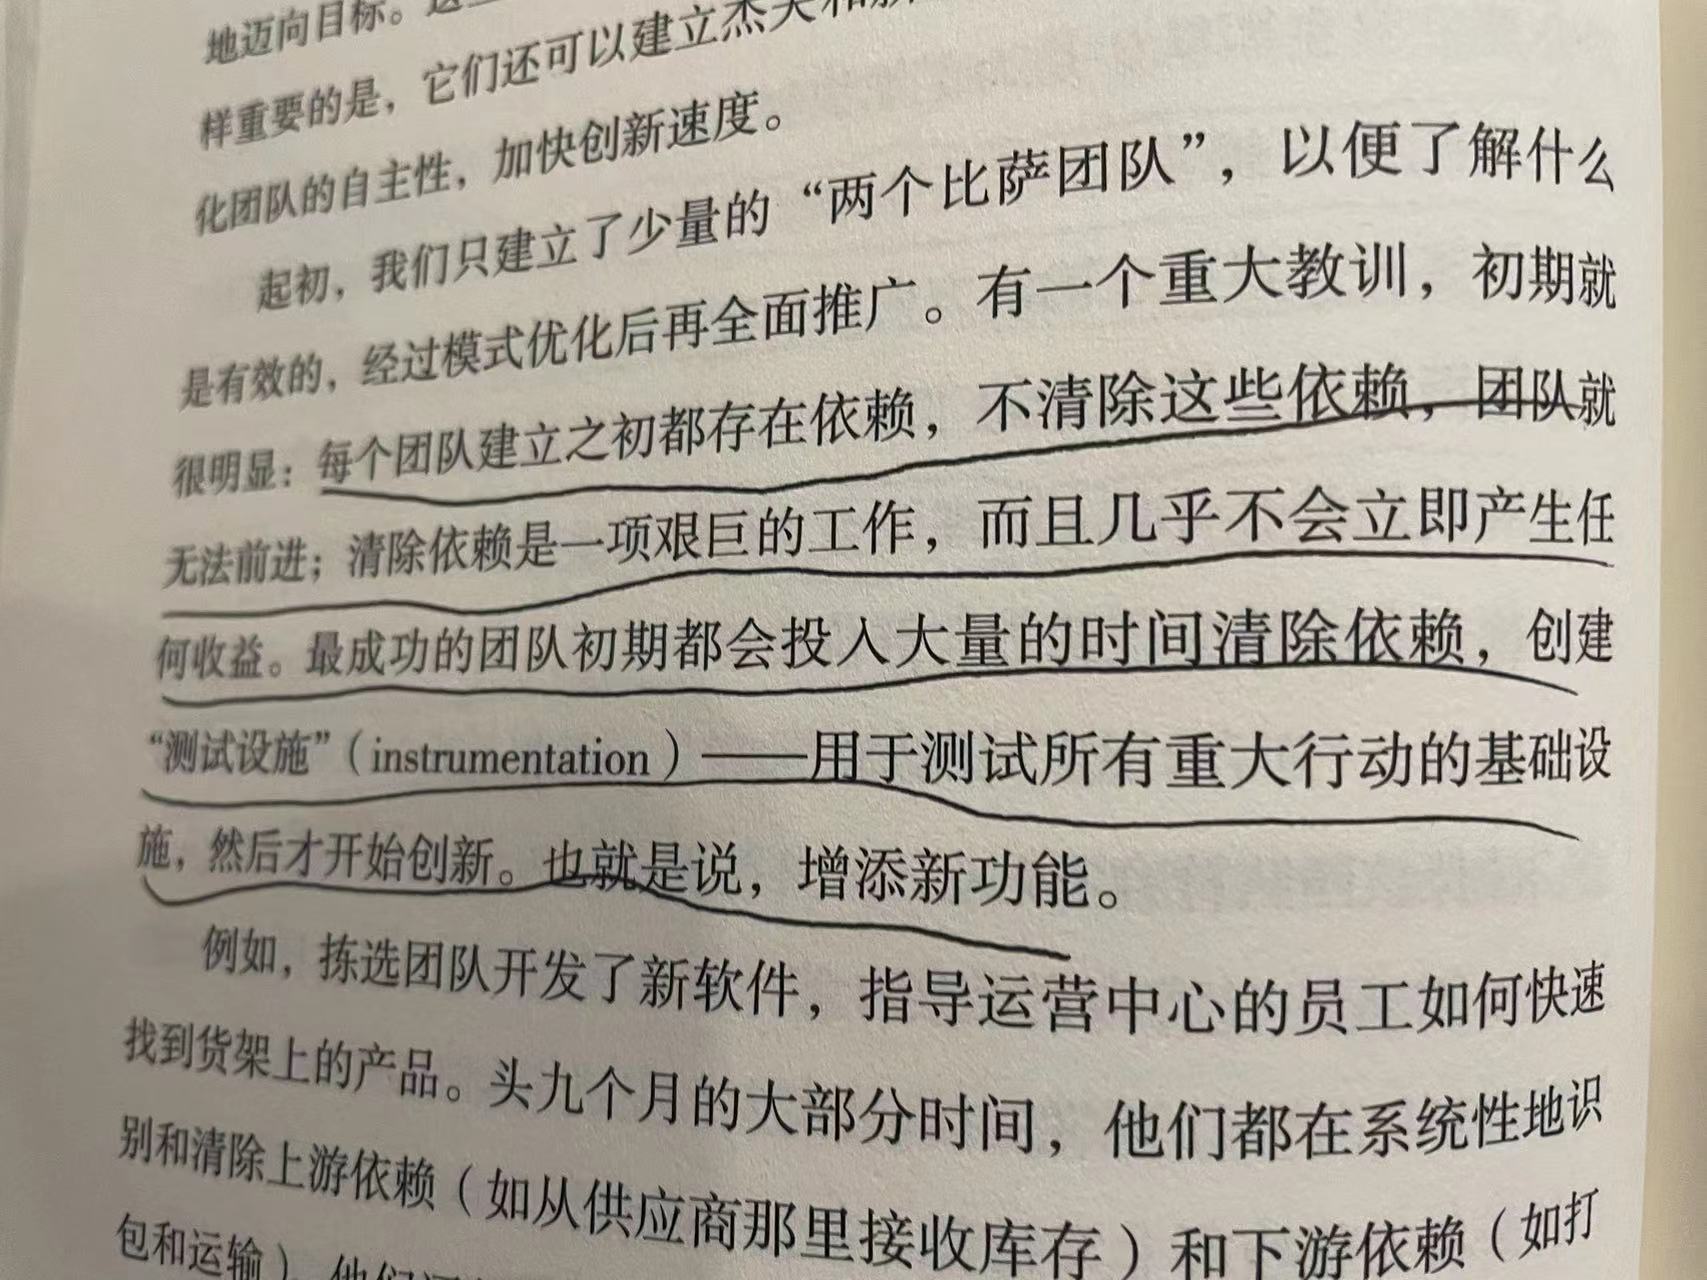 地迈向目标。这
样重要的是，它们还可以建立杰
化团队的自主性，加快创新速度。
起初，我们只建立了少量的“两个比萨团队”，以便了解什么
是有效的，经过模式优化后再全面推广。有一个重大教训，初期就
很明显：每个团队建立之初都存在依赖，不清除这些依赖，团队就
无法前进；清除依赖是一项艰巨的工作，而且几乎不会立即产生任
何收益。最成功的团队初期都会投入大量的时间清除依赖，创建
“测试设施”（instrumentation）——用于测试所有重大行动的基础设
施，然后才开始创新。也就是说，增添新功能。
例如，拣选团队开发了新软件，指导运营中心的员工如何快速
找到货架上的产品。头九个月的大部分时间，他们都在系统性地识
别和清除上游依赖（如从供应商那里接收库存）和下游依赖（如打
包和运输）